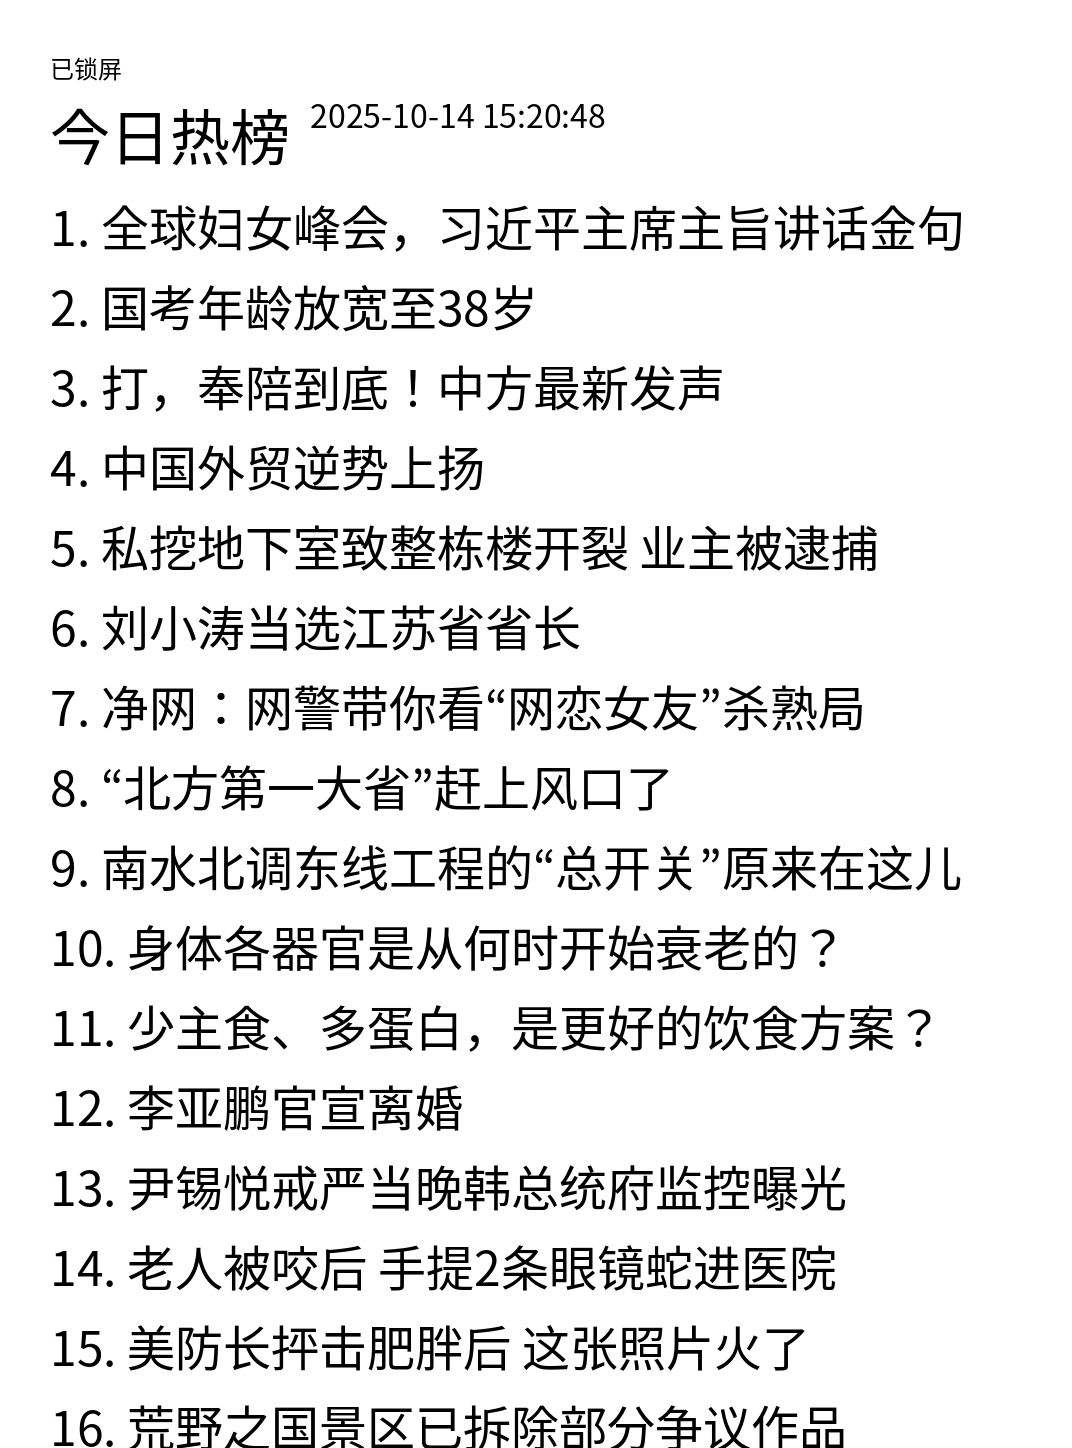 已锁屏
今日热榜 2025-10-14 15:20:48
1. 全球妇女峰会，习近平主席主旨讲话金句
2. 国考年龄放宽至38岁
3. 打，奉陪到底！中方最新发声
4. 中国外贸逆势上扬
5. 私挖地下室致整栋楼开裂 业主被逮捕
6. 刘小涛当选江苏省省长
7. 净网：网警带你看“网恋女友”杀熟局
8. “北方第一大省”赶上风口了
9. 南水北调东线工程的“总开关”原来在这儿
10. 身体各器官是从何时开始衰老的？
11. 少主食、多蛋白，是更好的饮食方案？
12. 李亚鹏官宣离婚
13. 尹锡悦戒严当晚韩总统府监控曝光
14. 老人被咬后 手提2条眼镜蛇进医院
15. 美防长抨击肥胖后 这张照片火了
16. 荒野之国景区已拆除部分争议作品